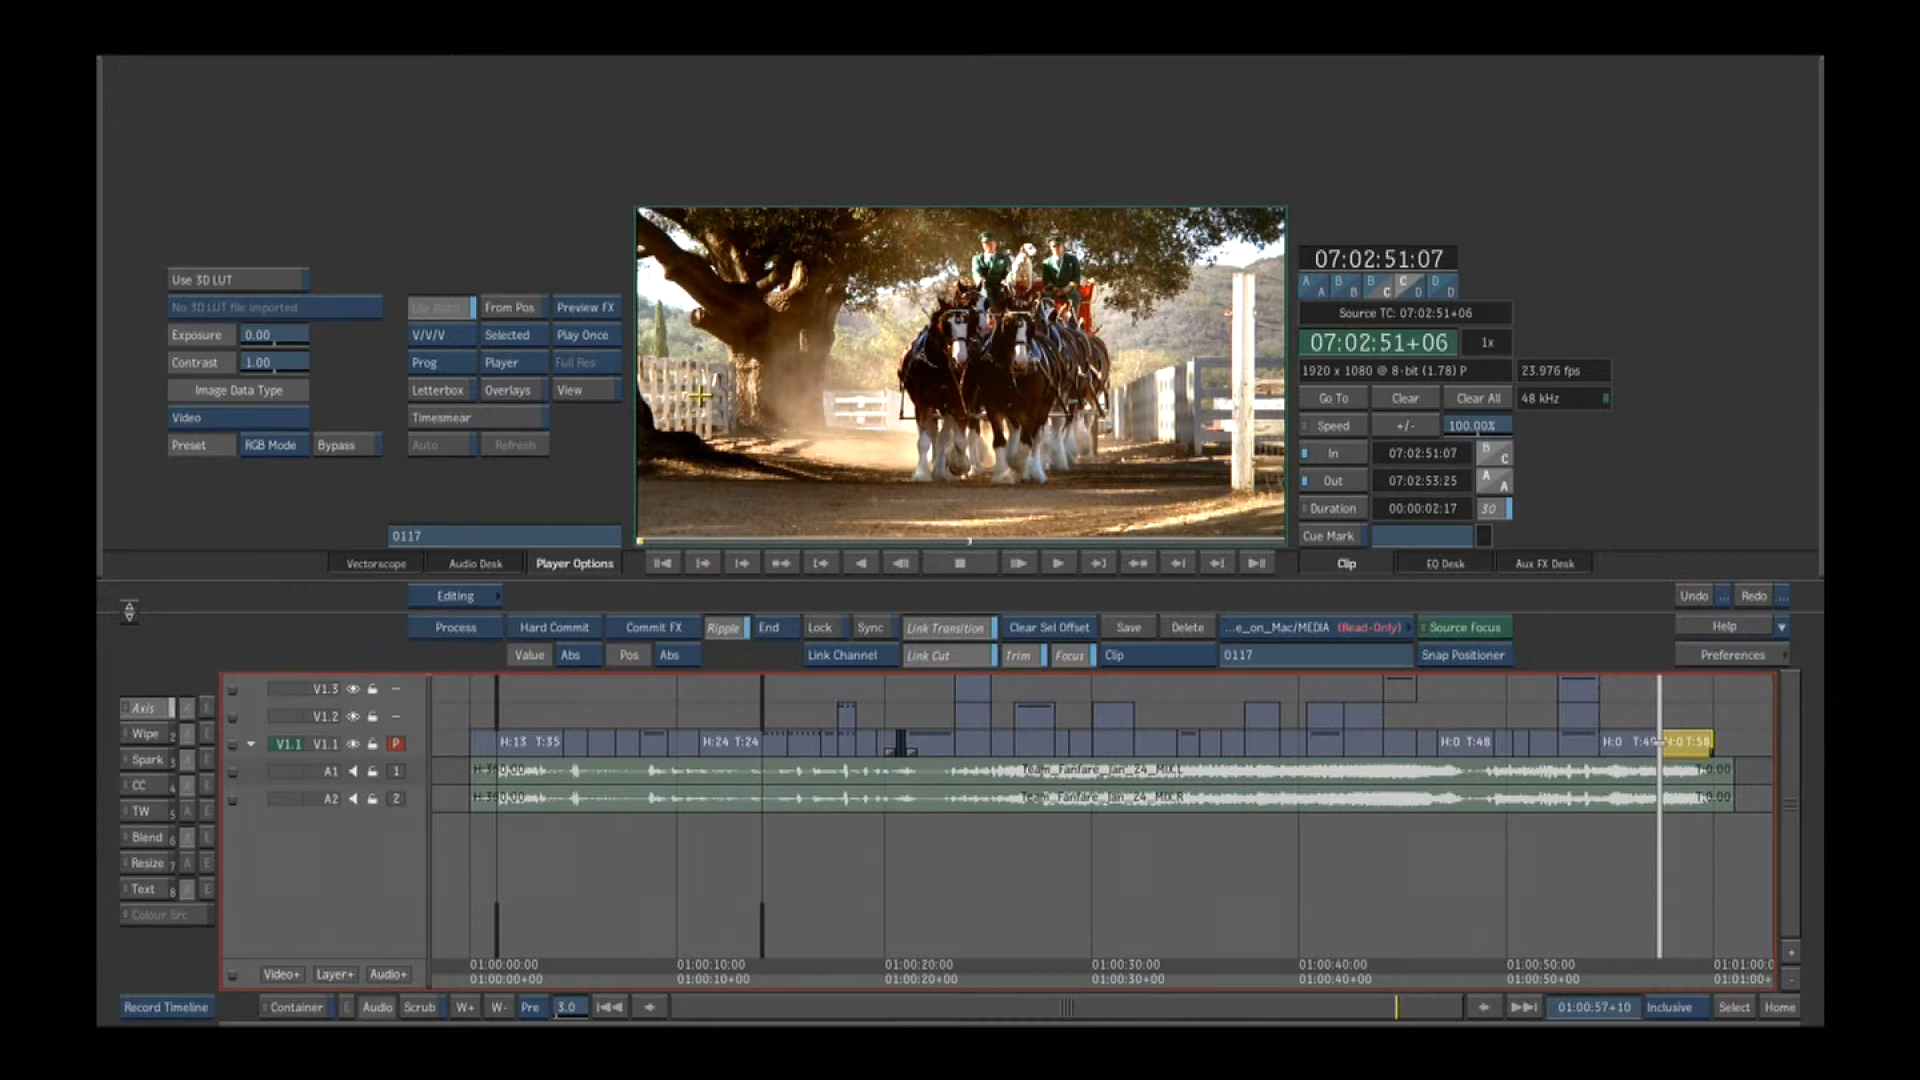 07:02:51:07
A A B B B C C D D D
Use 3D LUT
Source TC: 07:02:51+06
No 3D LUT file imported
From Pos Preview FX
Exposure 0.00
V/V/V Selected Play Once
07:02:51+06 1x
Contrast 1.00
Prog Player Full Res
1920 x 1080 @ 8-bit (1.78) P 23.976 fps
Image Data Type
Letterbox Overlays View
Go To Clear Clear All 48 kHz
Video
Timesmear
Speed +/- 100.00%
Preset RGB Mode Bypass
Auto Refresh
In 07:02:51:07 B C
Out 07:02:53:25 A A
Duration 00:00:02:17 30
0117
Cue Mark
Vectorscope Audio Desk Player Options
Clip EQ Desk Aux FX Desk
Editing
Undo ... Redo ...
Process Hard Commit Commit FX Ripple End Lock Sync Link Transition Clear Sel Offset Save Delete ...e_on_Mac/MEDIA (Read-Only) Source Focus Help
Value Abs Pos Abs Link Channel Link Cut Trim Focus Clip 0117 Snap Positioner Preferences
V1.3
Axis
V1.2
Wipe 2
V1.1 V1.1 P H:13 T:35 H:24 T:24 H:0 T:48 H:0 T:49 H:0 T:58
Spark 3
A1 1 H:360.00 Team_Fanfare_Jan_24_MIX.L T:0.00
CC 4
A2 2 H:360.00 Team_Fanfare_Jan_24_MIX.R T:0.00
TW 5
Blend 6
Resize 7
Text 8
Colour Src
01:00:00:00 01:00:10:00 01:00:20:00 01:00:30:00 01:00:40:00 01:00:50:00 01:01:00:0
Video+ Layer+ Audio+
01:00:00+00 01:00:10+00 01:00:20+00 01:00:30+00 01:00:40+00 01:00:50+00 01:01:00+
Record Timeline Container E Audio Scrub W+ W- Pre 3.0 01:00:57+10 Inclusive Select Home